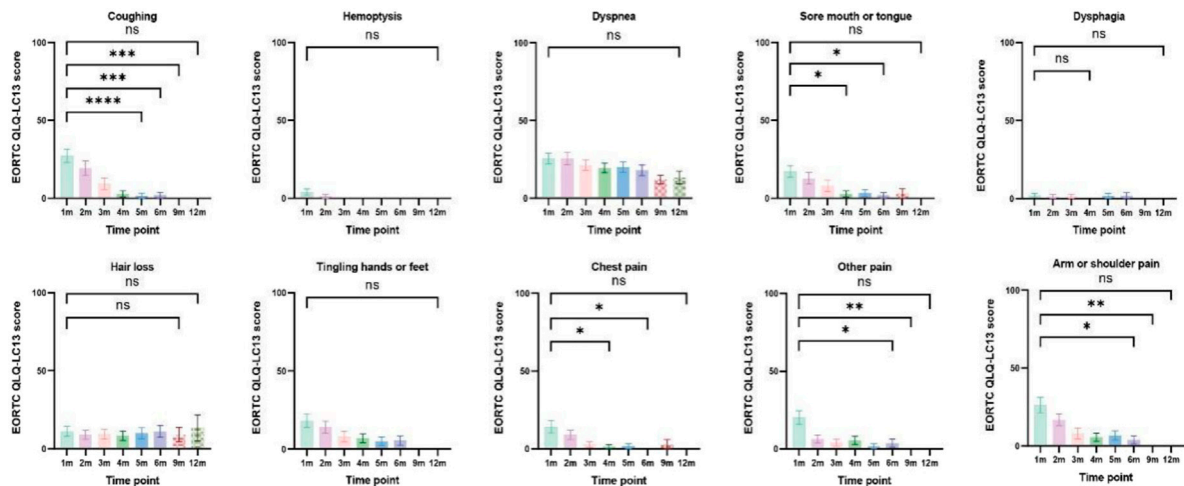 Coughing
ns
***
***
****
EORTC QLQ-LC13 score
100
50
0
1m 2m 3m 4m 5m 6m 9m 12m
Time point
Hemoptysis
ns
EORTC QLQ-LC13 score
100
50
0
1m 2m 3m 4m 5m 6m 9m 12m
Time point
Dyspnea
ns
EORTC QLQ-LC13 score
100
50
0
1m 2m 3m 4m 5m 6m 9m 12m
Time point
Sore mouth or tongue
ns
*
*
EORTC QLQ-LC13 score
100
50
0
1m 2m 3m 4m 5m 6m 9m 12m
Time point
Dysphagia
ns
ns
EORTC QLQ-LC13 score
100
50
0
1m 2m 3m 4m 5m 6m 9m 12m
Time point
Hair loss
ns
ns
EORTC QLQ-LC13 score
100
50
0
1m 2m 3m 4m 5m 6m 9m 12m
Time point
Tingling hands or feet
ns
EORTC QLQ-LC13 score
100
50
0
1m 2m 3m 4m 5m 6m 9m 12m
Time point
Chest pain
ns
*
*
EORTC QLQ-LC13 score
100
50
0
1m 2m 3m 4m 5m 6m 9m 12m
Time point
Other pain
ns
**
*
EORTC QLQ-LC13 score
100
50
0
1m 2m 3m 4m 5m 6m 9m 12m
Time point
Arm or shoulder pain
ns
**
*
EORTC QLQ-LC13 score
100
50
0
1m 2m 3m 4m 5m 6m 9m 12m
Time point